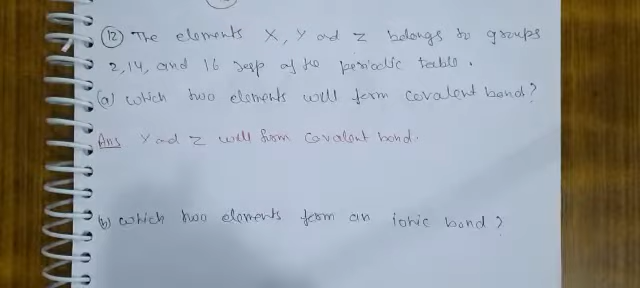 12 The elements X, Y and Z belongs to groups
2, 14, and 16 resp of the periodic table.
(a) which two elements will form covalent bond?
Ans Y and Z will form covalent bond.
(b) which two elements form an ionic bond?